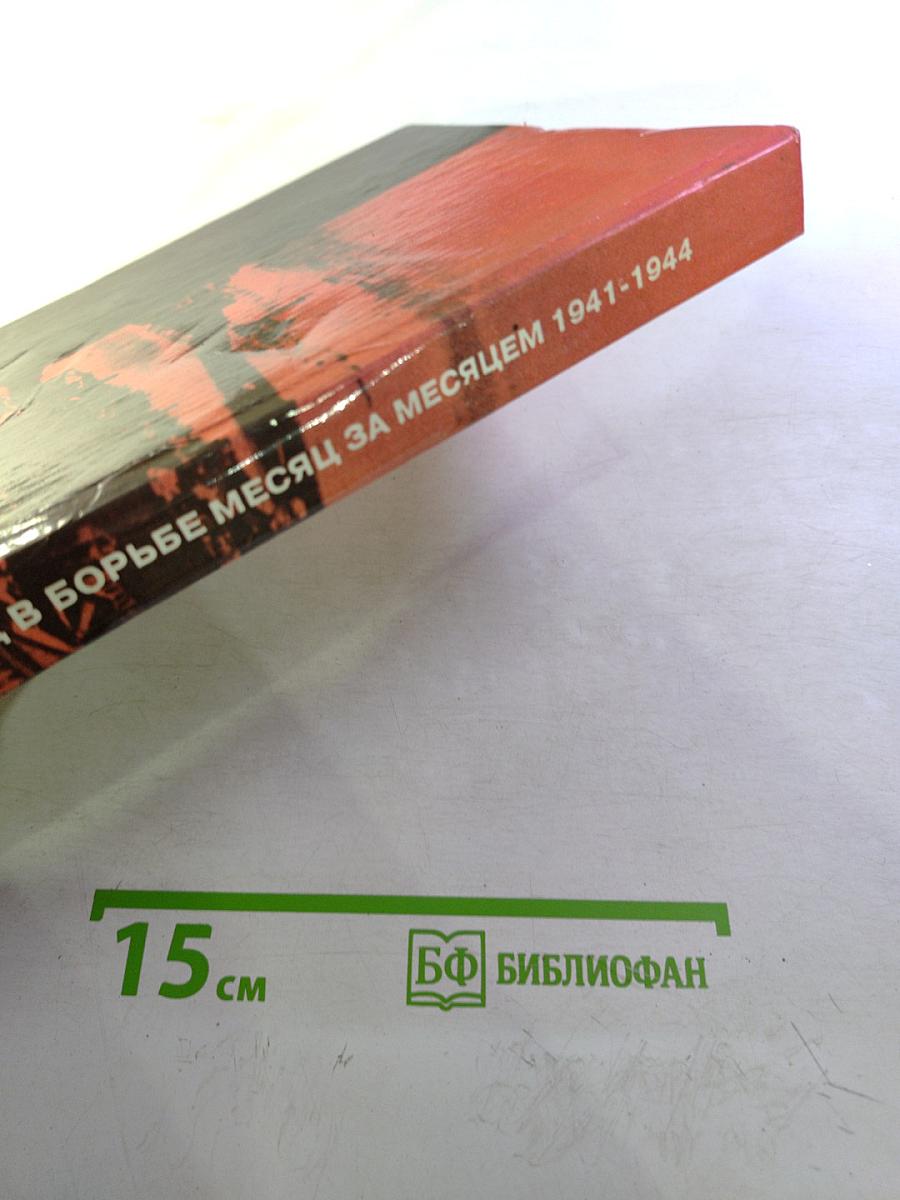 В БОРЬБЕ МЕСЯЦ ЗА МЕСЯЦЕМ 1941-1944
15 см
БФ БИБЛИОФАН